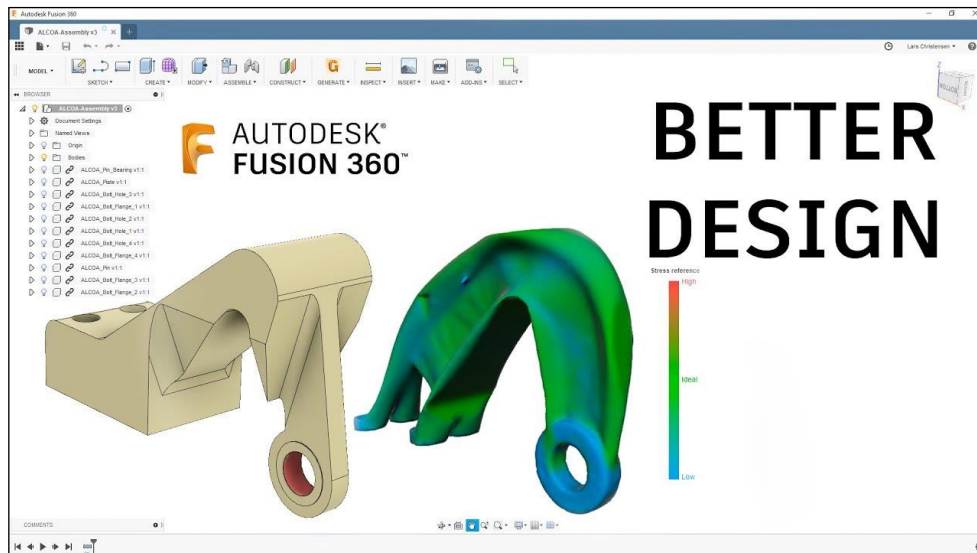 Autodesk Fusion 360
ALCOA-Assembly v3
Lars Christensen
MODEL
SKETCH
CREATE
MODIFY
ASSEMBLE
CONSTRUCT
GENERATE
INSPECT
INSERT
MAKE
ADD-INS
SELECT
BROWSER
ALCOA-Assembly v3
Document Settings
Named Views
Origin
Bodies
ALCOA_Pin_Bearing v1:1
ALCOA_Plate v1:1
ALCOA_Bolt_Hole_3 v1:1
ALCOA_Bolt_Flange_1 v1:1
ALCOA_Bolt_Hole_2 v1:1
ALCOA_Bolt_Hole_1 v1:1
ALCOA_Bolt_Hole_4 v1:1
ALCOA_Bolt_Flange_4 v1:1
ALCOA_Pin v1:1
ALCOA_Bolt_Flange_3 v1:1
ALCOA_Bolt_Flange_2 v1:1
AUTODESK®
FUSION 360™
BETTER
DESIGN
Stress reference
High
Ideal
Low
COMMENTS